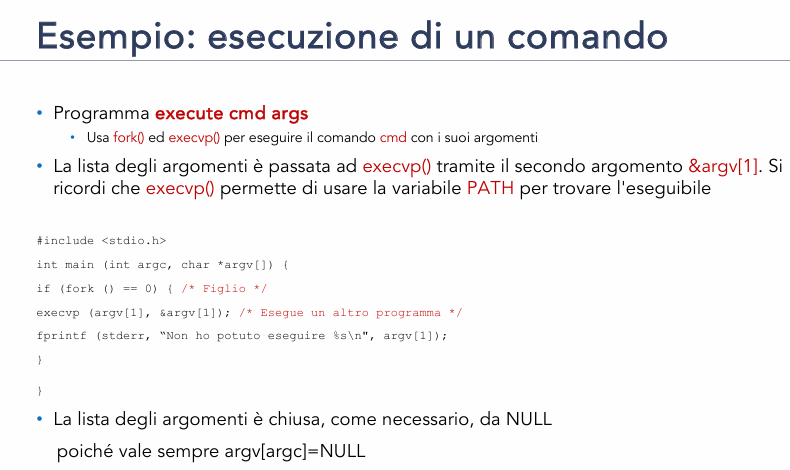 Esempio: esecuzione di un comando
• Programma execute cmd args
• Usa fork() ed execvp() per eseguire il comando cmd con i suoi argomenti
• La lista degli argomenti è passata ad execvp() tramite il secondo argomento &argv[1]. Si
ricordi che execvp() permette di usare la variabile PATH per trovare l'eseguibile
#include <stdio.h>
int main (int argc, char *argv[]) {
if (fork () == 0) { /* Figlio */
execvp (argv[1], &argv[1]); /* Esegue un altro programma */
fprintf (stderr, “Non ho potuto eseguire %s\n", argv[1]);
}
}
• La lista degli argomenti è chiusa, come necessario, da NULL
poiché vale sempre argv[argc]=NULL